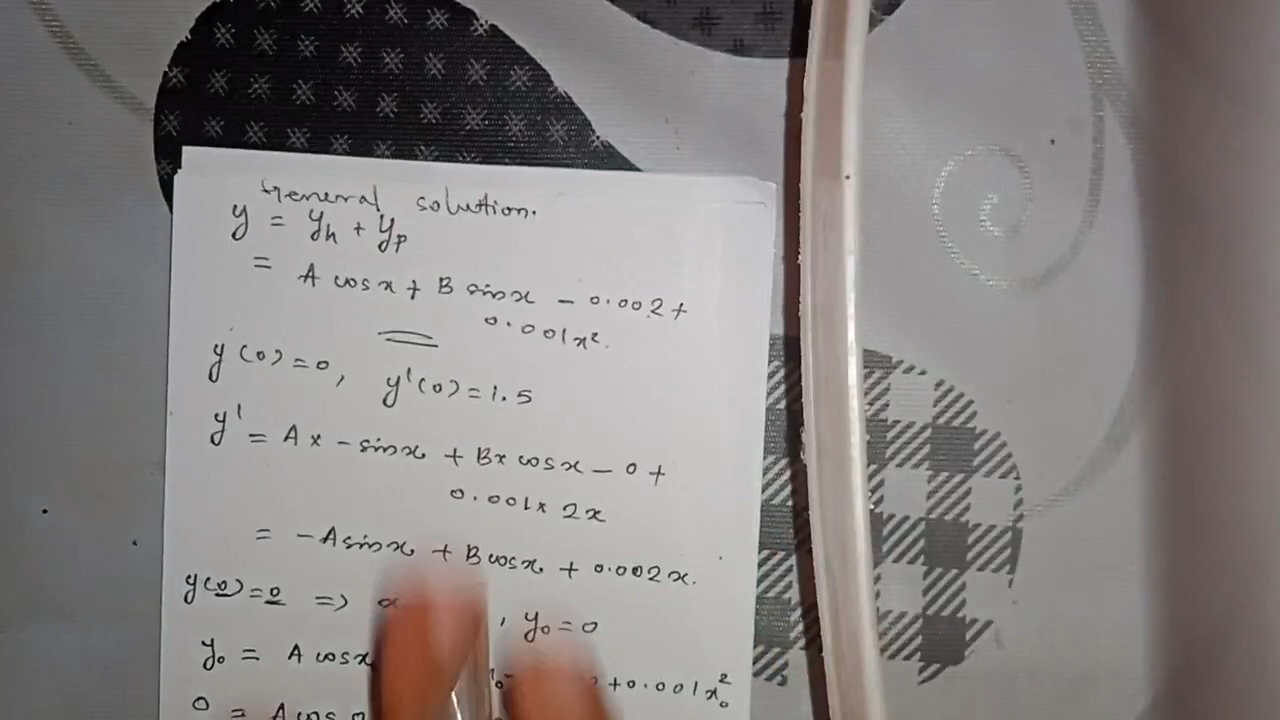 General solution.
y = yh + yp
= A cos x + B sin x - 0.002 +
0.001x².
y(0)=0, y'(0)=1.5
y' = A x - sin x + B x cos x - 0 +
0.001 x 2x
= -A sin x + B cos x + 0.002x.
y(0)=0 => , y₀=0
y₀ = A cos x +0.001x₀²
0 = A cos 0